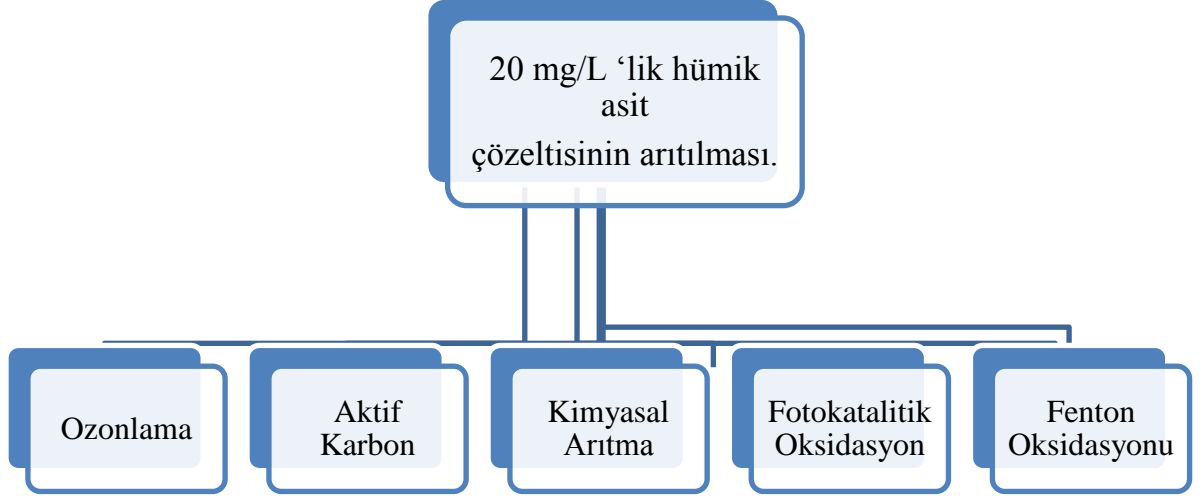 20 mg/L ‘lik hümik
asit
çözeltisinin arıtılması.
Ozonlama
Aktif
Karbon
Kimyasal
Arıtma
Fotokatalitik
Oksidasyon
Fenton
Oksidasyonu